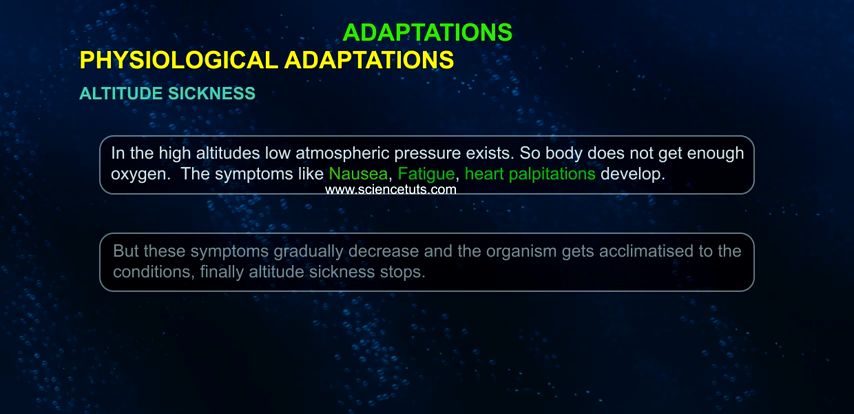 ADAPTATIONS
PHYSIOLOGICAL ADAPTATIONS
ALTITUDE SICKNESS
In the high altitudes low atmospheric pressure exists. So body does not get enough
oxygen. The symptoms like Nausea, Fatigue, heart palpitations develop.
www.sciencetuts.com
But these symptoms gradually decrease and the organism gets acclimatised to the
conditions, finally altitude sickness stops.